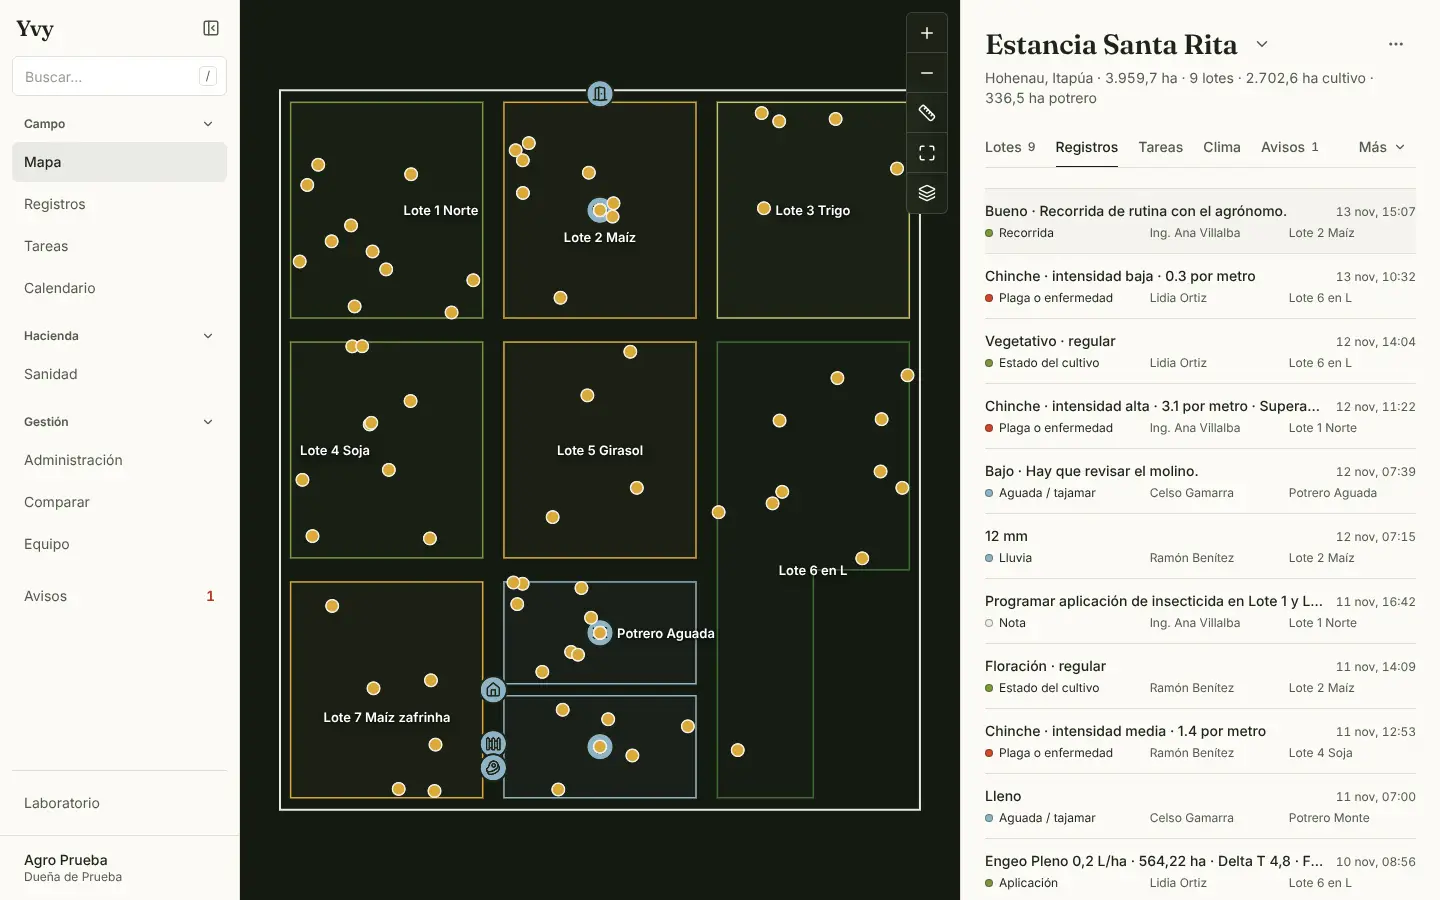 Yvy
Buscar...
/
Campo
Mapa
Registros
Tareas
Calendario
Hacienda
Sanidad
Gestión
Administración
Comparar
Equipo
Avisos 1
Laboratorio
Agro Prueba
Dueña de Prueba
Lote 1 Norte
Lote 2 Maíz
Lote 3 Trigo
Lote 4 Soja
Lote 5 Girasol
Lote 6 en L
Potrero Aguada
Lote 7 Maíz zafrinha
Estancia Santa Rita
Hohenau, Itapúa · 3.959,7 ha · 9 lotes · 2.702,6 ha cultivo ·
336,5 ha potrero
Lotes 9 Registros Tareas Clima Avisos 1 Más
Bueno · Recorrida de rutina con el agrónomo. 13 nov, 15:07
Recorrida Ing. Ana Villalba Lote 2 Maíz
Chinche · intensidad baja · 0.3 por metro 13 nov, 10:32
Plaga o enfermedad Lidia Ortiz Lote 6 en L
Vegetativo · regular 12 nov, 14:04
Estado del cultivo Lidia Ortiz Lote 6 en L
Chinche · intensidad alta · 3.1 por metro · Supera... 12 nov, 11:22
Plaga o enfermedad Ing. Ana Villalba Lote 1 Norte
Bajo · Hay que revisar el molino. 12 nov, 07:39
Aguada / tajamar Celso Gamarra Potrero Aguada
12 mm 12 nov, 07:15
Lluvia Ramón Benítez Lote 2 Maíz
Programar aplicación de insecticida en Lote 1 y L... 11 nov, 16:42
Nota Ing. Ana Villalba Lote 1 Norte
Floración · regular 11 nov, 14:09
Estado del cultivo Ramón Benítez Lote 2 Maíz
Chinche · intensidad media · 1.4 por metro 11 nov, 12:53
Plaga o enfermedad Ramón Benítez Lote 4 Soja
Lleno 11 nov, 07:00
Aguada / tajamar Celso Gamarra Potrero Monte
Engeo Pleno 0,2 L/ha · 564,22 ha · Delta T 4,8 · F... 10 nov, 08:56
Aplicación Lidia Ortiz Lote 6 en L